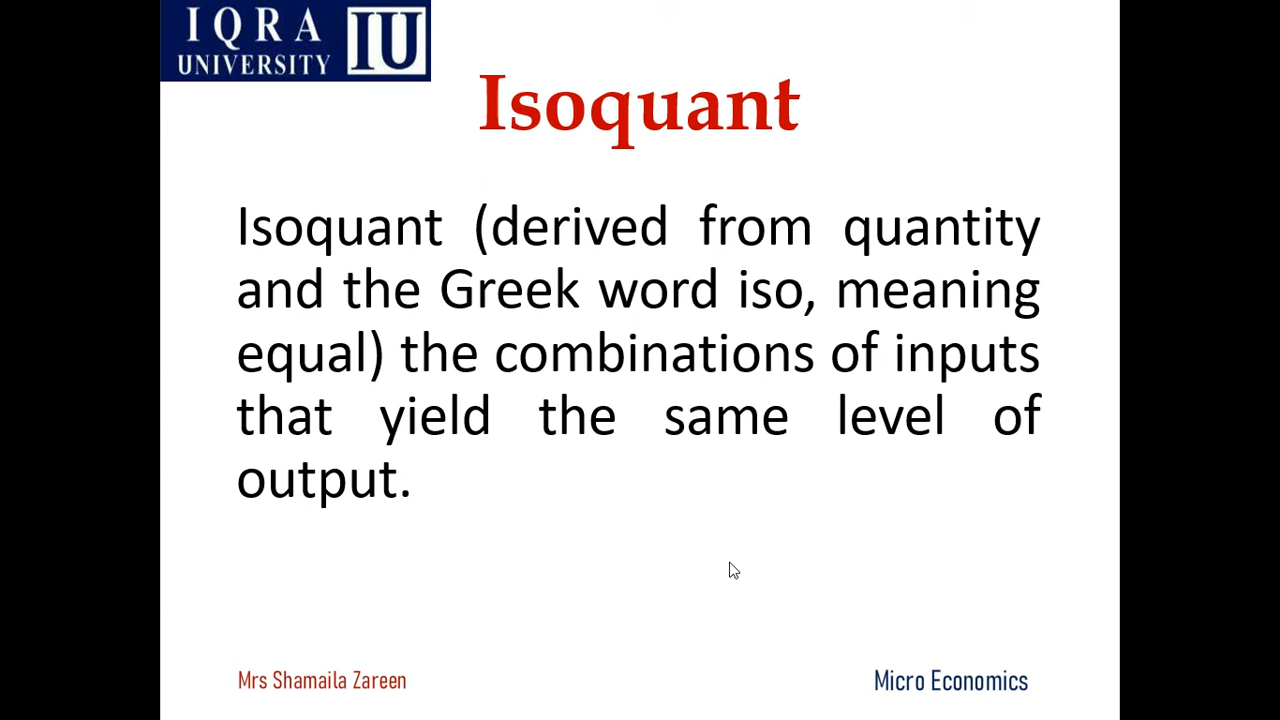 IQRA
UNIVERSITY IU
Isoquant
Isoquant (derived from quantity
and the Greek word iso, meaning
equal) the combinations of inputs
that yield the same level of
output.
Mrs Shamaila Zareen
Micro Economics